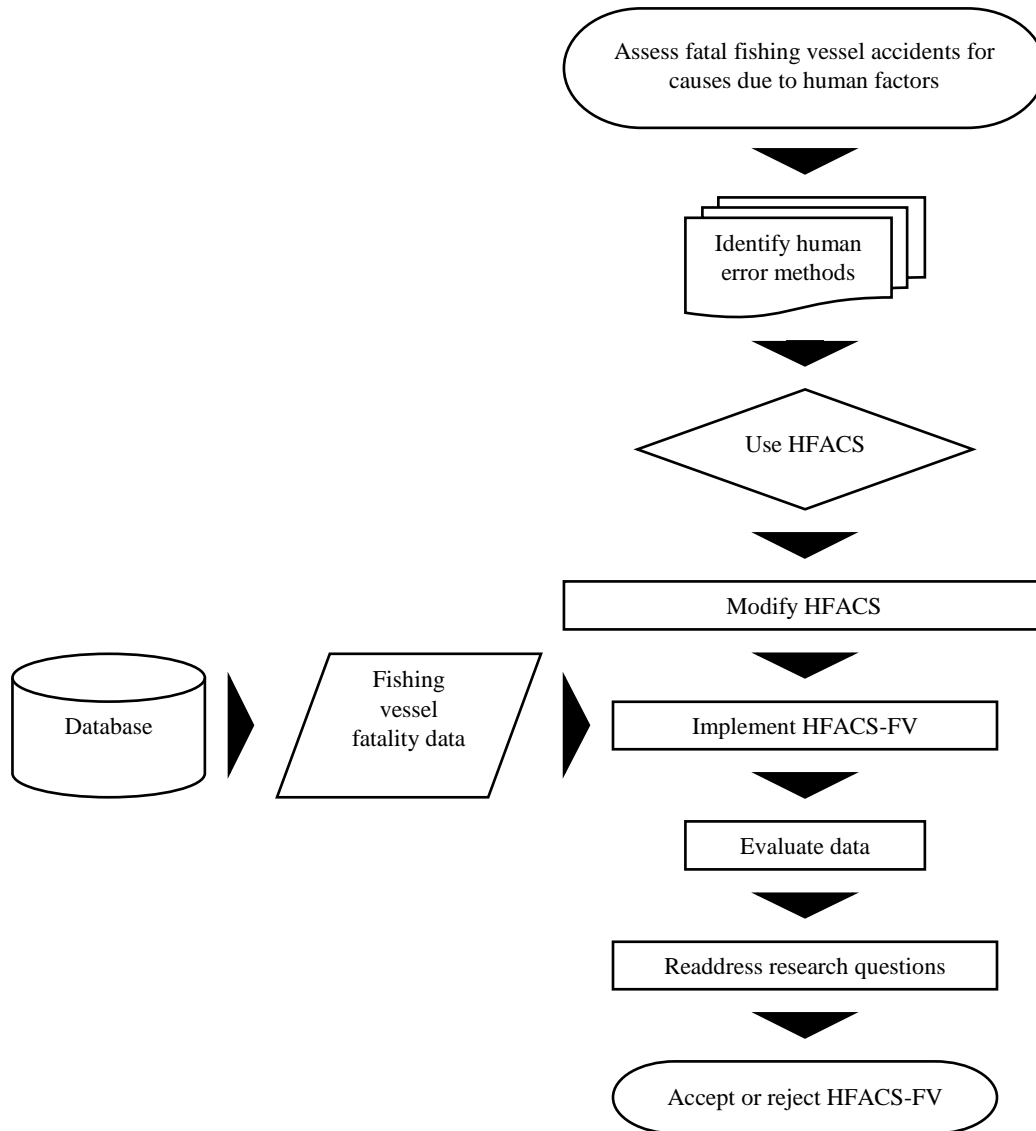 Assess fatal fishing vessel accidents for
causes due to human factors
Identify human
error methods
Use HFACS
Modify HFACS
Database
Fishing
vessel
fatality data
Implement HFACS-FV
Evaluate data
Readdress research questions
Accept or reject HFACS-FV